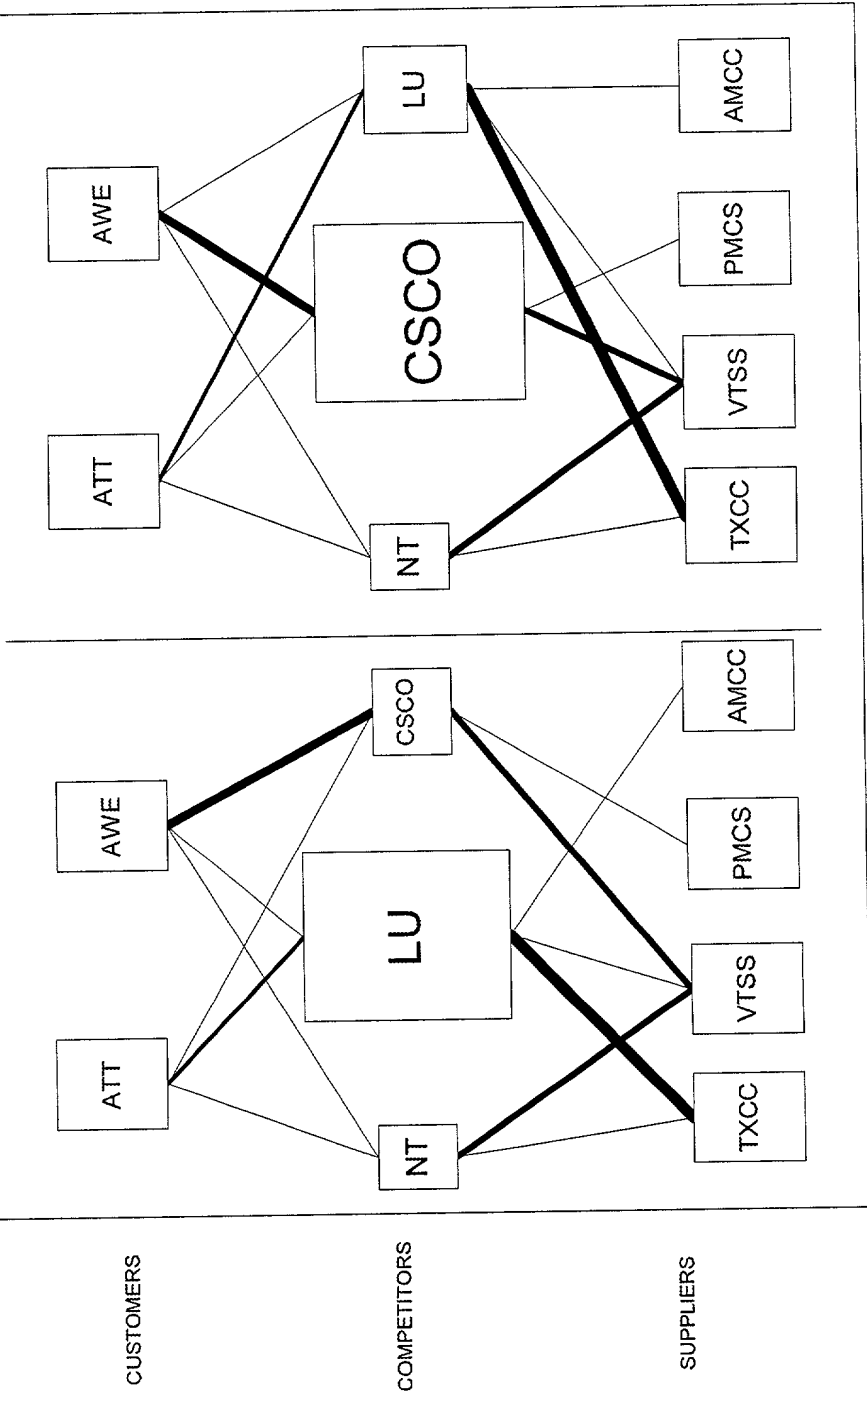 CUSTOMERS
ATT
AWE
ATT
AWE
COMPETITORS
NT
LU
CSCO
NT
CSCO
LU
SUPPLIERS
TXCC
VTSS
PMCS
AMCC
TXCC
VTSS
PMCS
AMCC